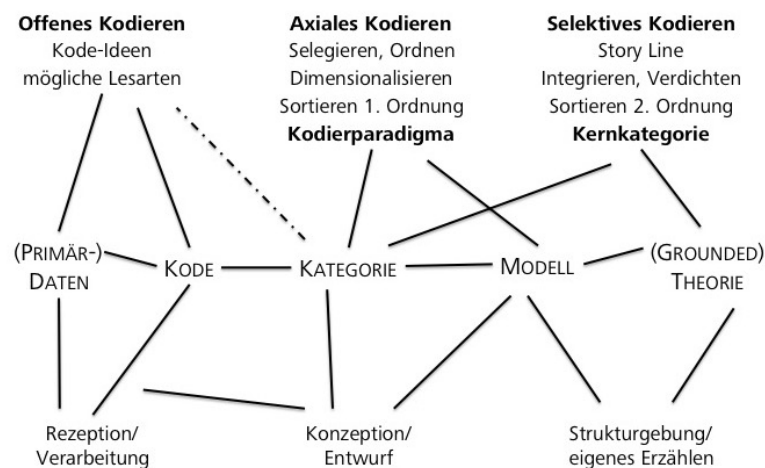 Offenes Kodieren
Kode-Ideen
mögliche Lesarten
Axiales Kodieren
Selegieren, Ordnen
Dimensionalisieren
Sortieren 1. Ordnung
Kodierparadigma
Selektives Kodieren
Story Line
Integrieren, Verdichten
Sortieren 2. Ordnung
Kernkategorie
(PRIMÄR-)
DATEN
KODE
KATEGORIE
MODELL
(GROUNDED)
THEORIE
Rezeption/
Verarbeitung
Konzeption/
Entwurf
Strukturgebung/
eigenes Erzählen